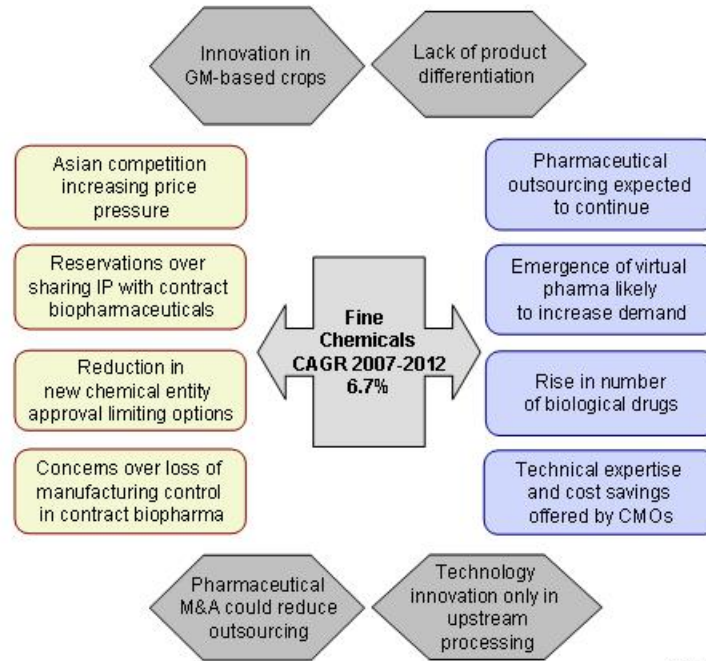 Innovation in
GM-based crops
Lack of product
differentiation
Asian competition
increasing price
pressure
Pharmaceutical
outsourcing expected
to continue
Reservations over
sharing IP with contract
biopharmaceuticals
Emergence of virtual
pharma likely
to increase demand
Fine
Chemicals
CAGR 2007-2012
6.7%
Reduction in
new chemical entity
approval limiting options
Rise in number
of biological drugs
Concerns over loss of
manufacturing control
in contract biopharma
Technical expertise
and cost savings
offered by CMOs
Pharmaceutical
M&A could reduce
outsourcing
Technology
innovation only in
upstream
processing